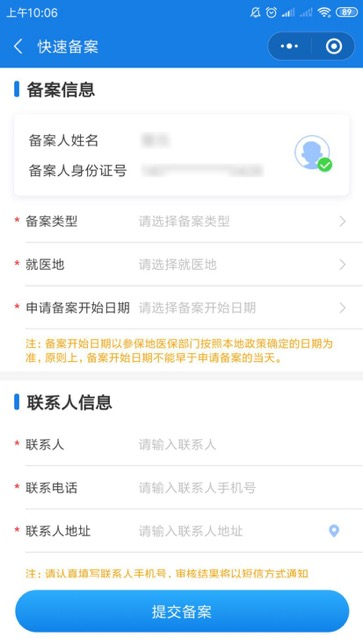 上午10:06
89
快速备案
备案信息
备案人姓名
备案人身份证号
* 备案类型 请选择备案类型
* 就医地 请选择就医地
* 申请备案开始日期 请选择备案开始日期
注: 备案开始日期以参保地医保部门按照本地政策确定的日期为
准，原则上，备案开始日期不能早于申请备案的当天。
联系人信息
* 联系人 请输入联系人
* 联系电话 请输入联系人手机号
* 联系人地址 请输入联系人地址
注: 请认真填写联系人手机号，审核结果将以短信方式通知
提交备案